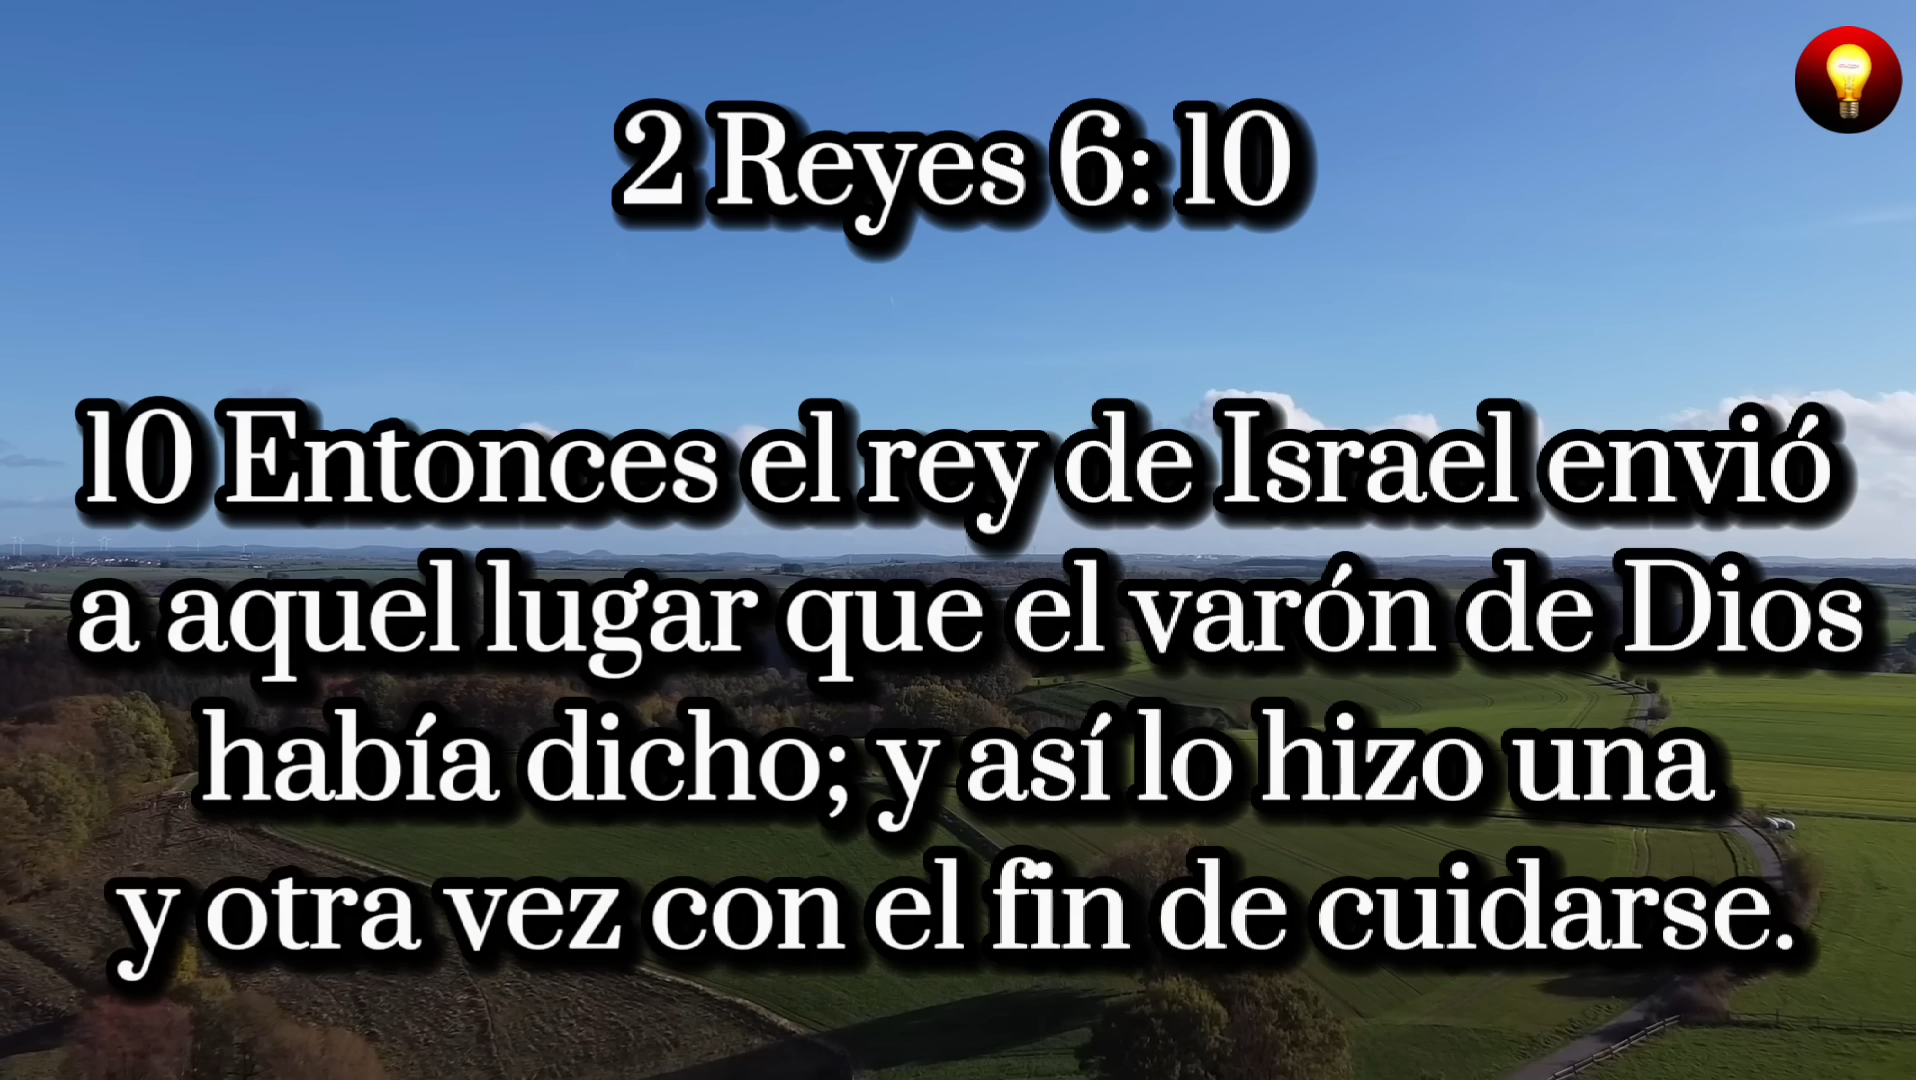 2 Reyes 6: 10
10 Entonces el rey de Israel envió
a aquel lugar que el varón de Dios
había dicho; y así lo hizo una
y otra vez con el fin de cuidarse.